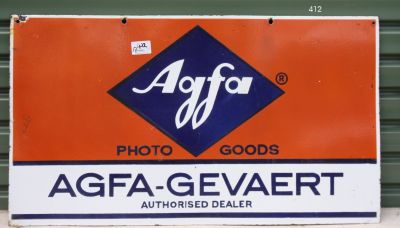 412
Agfa®
PHOTO GOODS
AGFA-GEVAERT
AUTHORISED DEALER